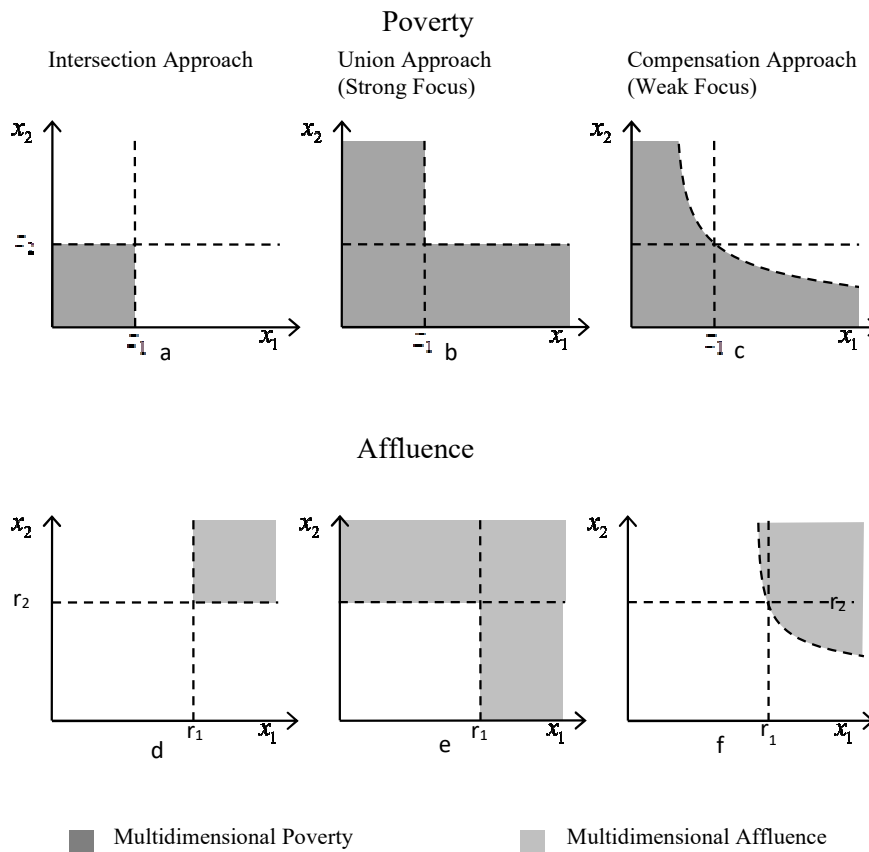 Poverty
Intersection Approach
Union Approach
(Strong Focus)
Compensation Approach
(Weak Focus)
x2
x2
x2
x1
a
x1
b
x1
c
Affluence
x2
x2
x2
r2
r2
r1
x1
d
r1
x1
e
r1
x1
f
Multidimensional Poverty
Multidimensional Affluence